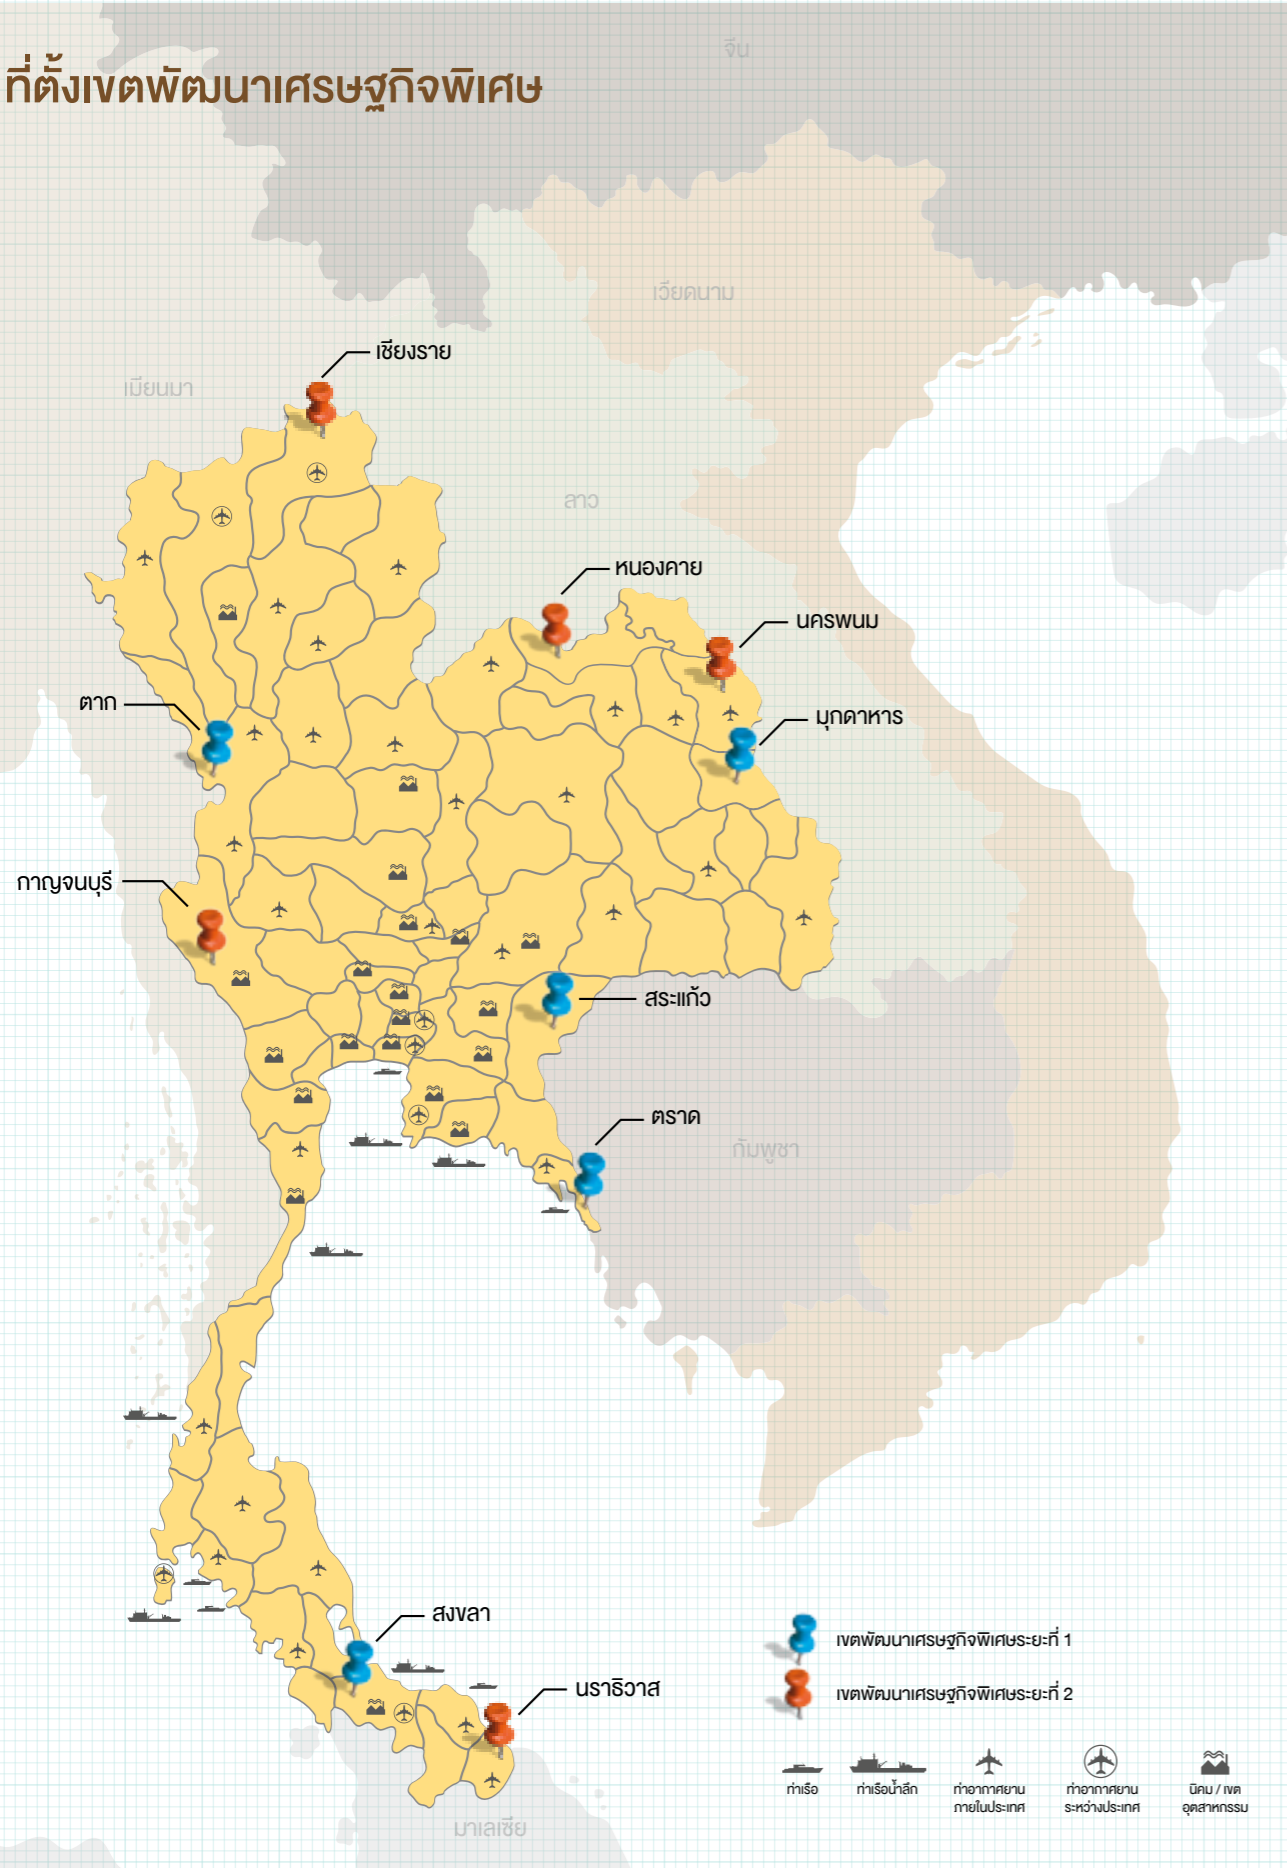 ที่ตั้งเขตพัฒนาเศรษฐกิจพิเศษ
จีน
เวียดนาม
เชียงราย
เมียนมา
ลาว
หนองคาย
นครพนม
ตาก
มุกดาหาร
กาญจนบุรี
สระแก้ว
ตราด
กัมพูชา
สงขลา
เขตพัฒนาเศรษฐกิจพิเศษระยะที่ 1
นราธิวาส
เขตพัฒนาเศรษฐกิจพิเศษระยะที่ 2
ท่าเรือ
ท่าเรือน้ำลึก
ท่าอากาศยาน
ภายในประเทศ
ท่าอากาศยาน
ระหว่างประเทศ
นิคม / เขต
อุตสาหกรรม
มาเลเซีย